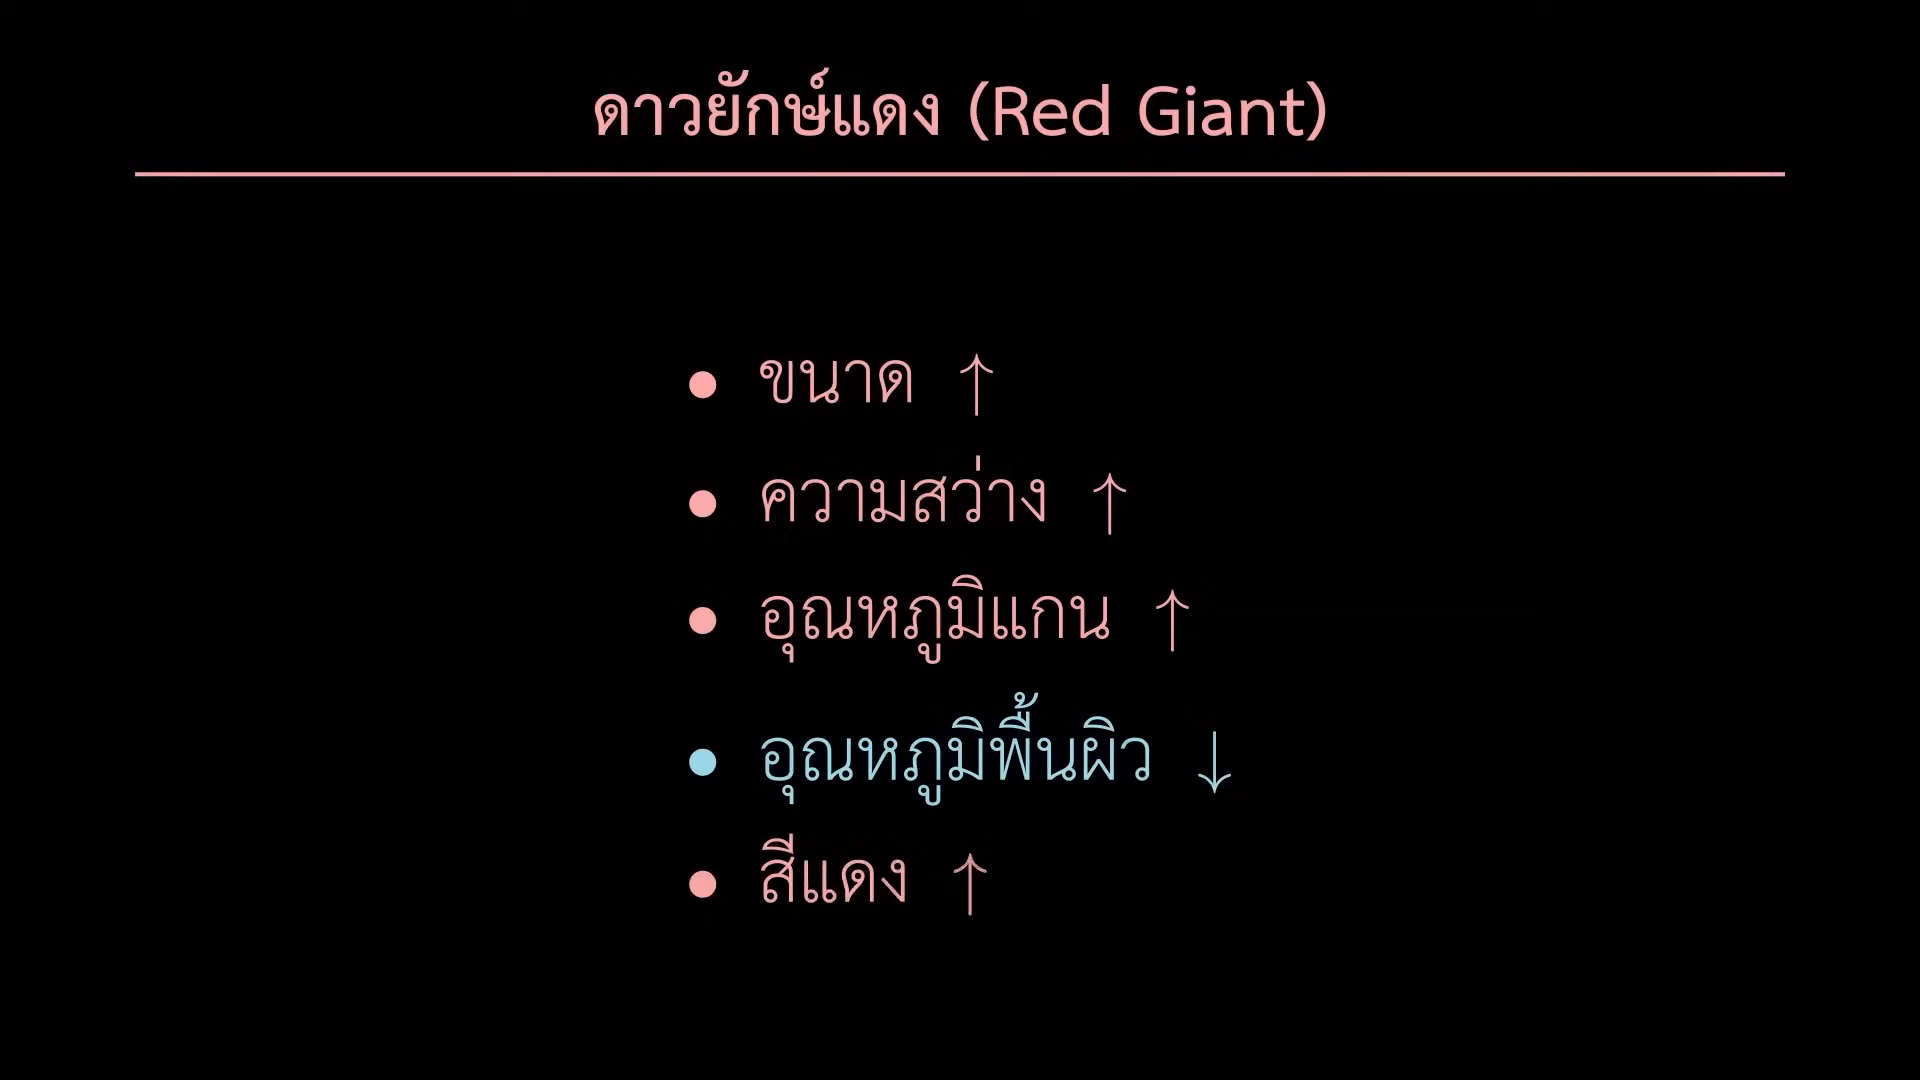 ดาวยักษ์แดง (Red Giant)
• ขนาด ↑
• ความสว่าง ↑
• อุณหภูมิแกน ↑
• อุณหภูมิพื้นผิว ↓
• สีแดง ↑